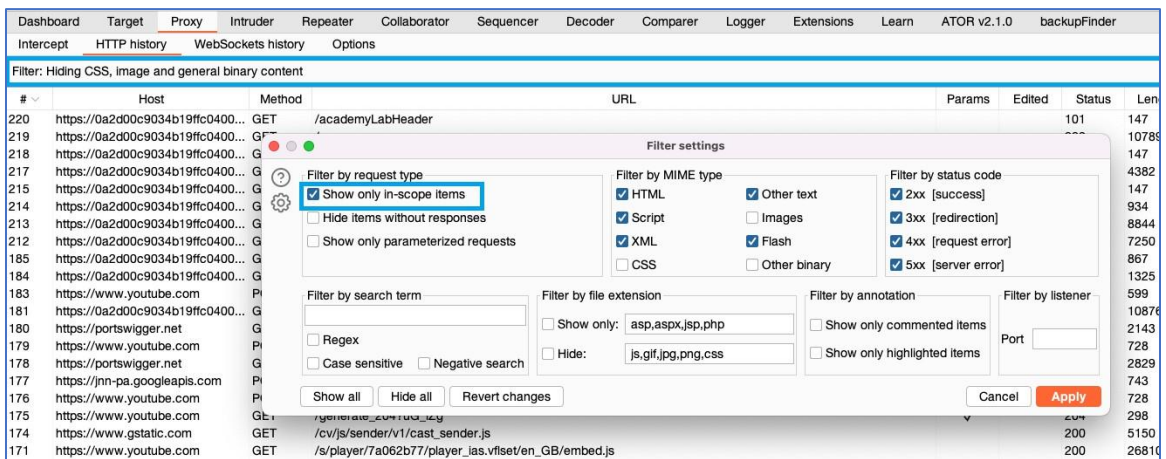 Dashboard Target Proxy Intruder Repeater Collaborator Sequencer Decoder Comparer Logger Extensions Learn ATOR v2.1.0 backupFinder
Intercept HTTP history WebSockets history Options
Filter: Hiding CSS, image and general binary content
# Host Method URL Params Edited Status Len
220 https://0a2d00c9034b19ffc0400... GET /academyLabHeader 101 147
219 https://0a2d00c9034b19ffc0400... GET 10789
218 https://0a2d00c9034b19ffc0400... G 147
217 https://0a2d00c9034b19ffc0400... G 4382
215 https://0a2d00c9034b19ffc0400... G 147
214 https://0a2d00c9034b19ffc0400... G 934
213 https://0a2d00c9034b19ffc0400... G 8844
212 https://0a2d00c9034b19ffc0400... G 7250
185 https://0a2d00c9034b19ffc0400... G 867
184 https://0a2d00c9034b19ffc0400... G 1325
183 https://www.youtube.com P 599
181 https://0a2d00c9034b19ffc0400... G 10876
180 https://portswigger.net G 2143
179 https://www.youtube.com P 728
178 https://portswigger.net G 2829
177 https://jnn-pa.googleapis.com P 743
176 https://www.youtube.com P 728
175 https://www.youtube.com GET 204 298
174 https://www.gstatic.com GET /cv/js/sender/v1/cast_sender.js 200 5150
171 https://www.youtube.com GET /s/player/7a062b77/player_ias.vflset/en_GB/embed.js 200 26810
Filter settings
Filter by request type Filter by MIME type Filter by status code
Show only in-scope items HTML Other text 2xx [success]
Hide items without responses Script Images 3xx [redirection]
Show only parameterized requests XML Flash 4xx [request error]
CSS Other binary 5xx [server error]
Filter by search term Filter by file extension Filter by annotation Filter by listener
Show only: asp,aspx,jsp,php Show only commented items
Regex Port
Hide: js,gif,jpg,png,css Show only highlighted items
Case sensitive Negative search
Show all Hide all Revert changes Cancel Apply